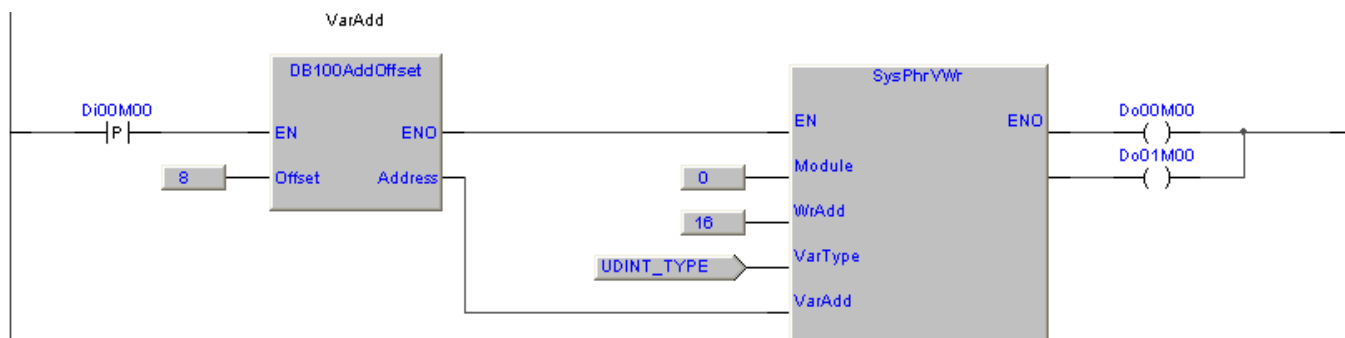 VarAdd
DB100AddOffset
SysPhrVWr
Di00M00
P
EN
ENO
EN
ENO
Do00M00
Do01M00
8
Offset
Address
0
Module
16
WrAdd
UDINT_TYPE
VarType
VarAdd